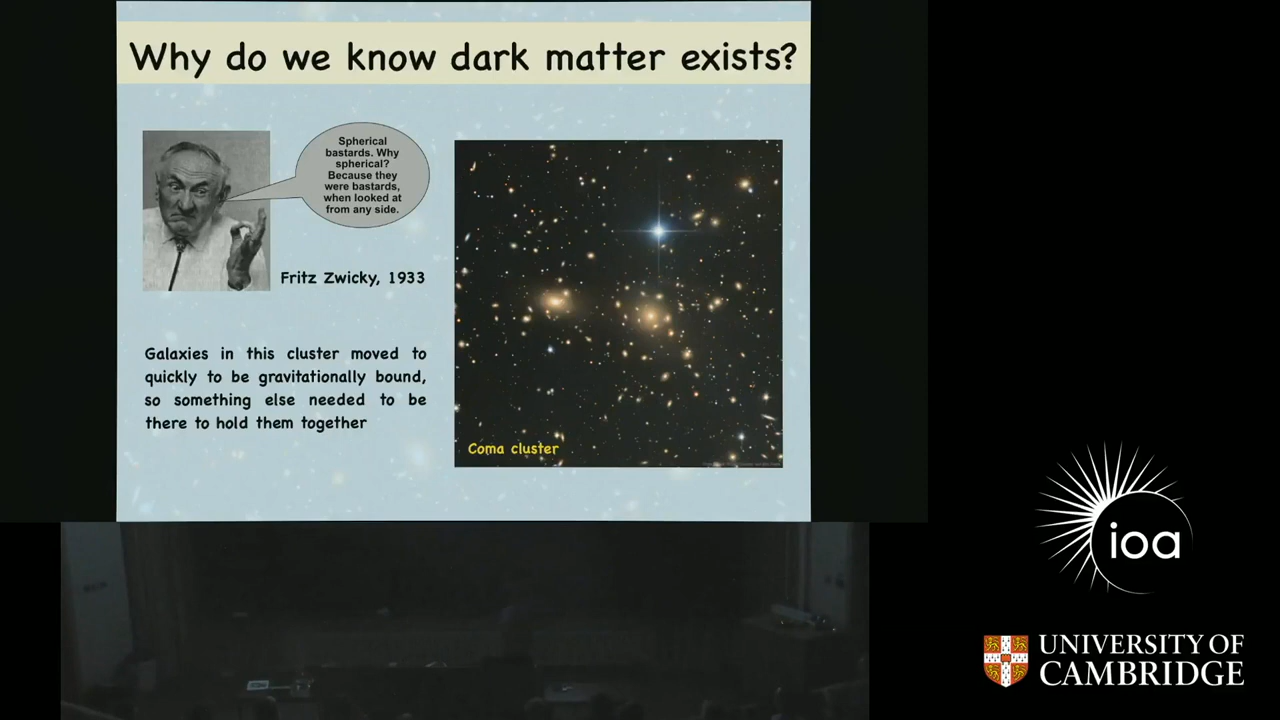 Why do we know dark matter exists?
Spherical
bastards. Why
spherical?
Because they
were bastards,
when looked at
from any side.
Fritz Zwicky, 1933
Galaxies in this cluster moved to
quickly to be gravitationally bound,
so something else needed to be
there to hold them together
Coma cluster
ioa
UNIVERSITY OF
CAMBRIDGE